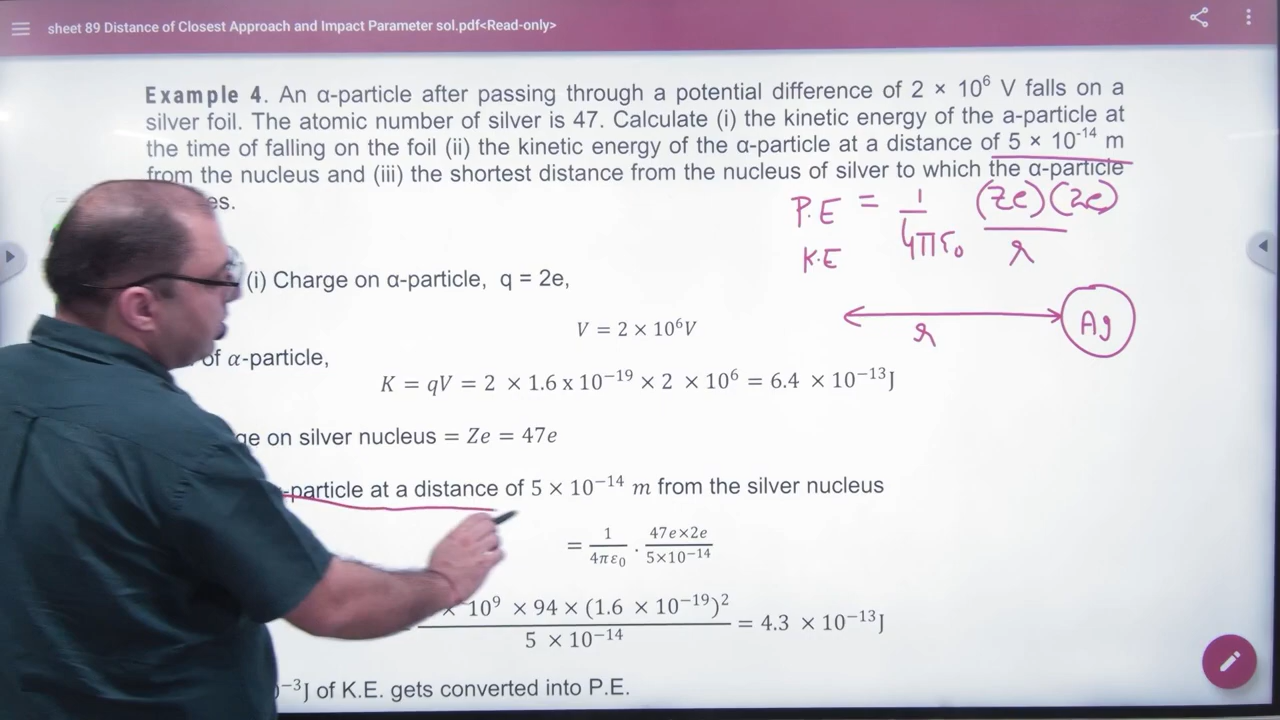 sheet 89 Distance of Closest Approach and Impact Parameter sol.pdf<Read-only>
Example 4. An α-particle after passing through a potential difference of 2 × 10⁶ V falls on a
silver foil. The atomic number of silver is 47. Calculate (i) the kinetic energy of the a-particle at
the time of falling on the foil (ii) the kinetic energy of the α-particle at a distance of 5 × 10⁻¹⁴ m
from the nucleus and (iii) the shortest distance from the nucleus of silver to which the α-particle
es.
P.E = 1/4πε₀ (Ze)(2e)/r
K.E
(i) Charge on α-particle, q = 2e,
r
Ag
V = 2 × 10⁶V
of α-particle,
K = qV = 2 × 1.6 x 10⁻¹⁹ × 2 × 10⁶ = 6.4 × 10⁻¹³J
ge on silver nucleus = Ze = 47e
-particle at a distance of 5 × 10⁻¹⁴ m from the silver nucleus
= 1/4πε₀ . 47e×2e/5×10⁻¹⁴
× 10⁹ × 94 × (1.6 × 10⁻¹⁹)²/5 × 10⁻¹⁴ = 4.3 × 10⁻¹³J
⁻³J of K.E. gets converted into P.E.